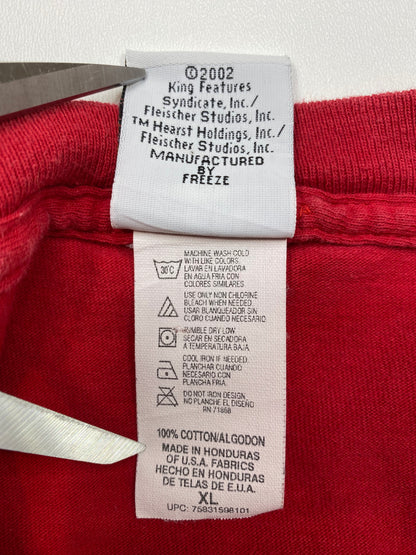 ©2002
King Features
Syndicate, Inc./
Fleischer Studios, Inc.
™ Hearst Holdings, Inc./
Fleischer Studios, Inc.
MANUFACTURED
BY
FREEZE
30°C
MACHINE WASH COLD
WITH LIKE COLORS.
LAVAR EN LAVADORA
EN AGUA FRIA CON
COLORES SIMILARES
USE ONLY NON CHLORINE
BLEACH WHEN NEEDED
USAR BLANQUEADOR SIN
CLORO CUANDO NECESARIO
TUMBLE DRY LOW.
SECAR EN SECADORA
A TEMPERATURA BAJA.
COOL IRON IF NEEDED.
PLANCHAR CUANDO
NECESARIO CON
PLANCHA FRIA.
DO NOT IRON DESIGN.
NO PLANCHE EL DISEÑO
RN 71858
100% COTTON/ALGODON
MADE IN HONDURAS
OF U.S.A. FABRICS
HECHO EN HONDURAS
DE TELAS DE E.U.A.
XL
UPC: 75831598101